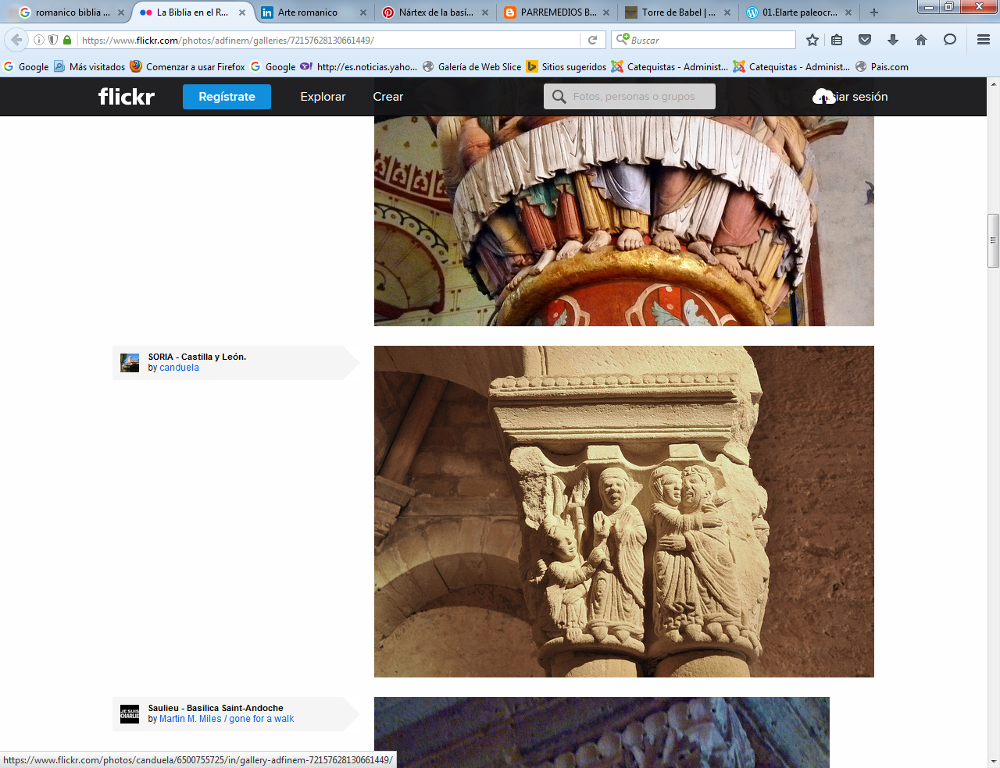 romanico biblia ...
La Biblia en el R...
Arte romanico
Nártex de la basí...
PARREMEDIOS B...
Torre de Babel | ...
01.Elarte paleocr...
https://www.flickr.com/photos/adfinem/galleries/72157628130661449/
Buscar
Google
Más visitados
Comenzar a usar Firefox
Google
http://es.noticias.yaho...
Galería de Web Slice
Sitios sugeridos
Catequistas - Administ...
Catequistas - Administ...
Pais.com
flickr
Regístrate
Explorar
Crear
Fotos, personas o grupos
sesión
SORIA - Castilla y León.
by canduela
Saulieu - Basilica Saint-Andoche
by Martin M. Miles / gone for a walk
JE SUIS
CHARLIE
https://www.flickr.com/photos/canduela/6500755725/in/gallery-adfinem-72157628130661449/